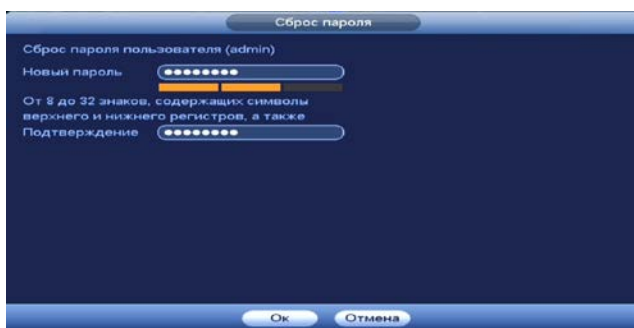 Сброс пароля
Сброс пароля пользователя (admin)
Новый пароль
От 8 до 32 знаков, содержащих символы
верхнего и нижнего регистров, а также
Подтверждение
Ок Отмена